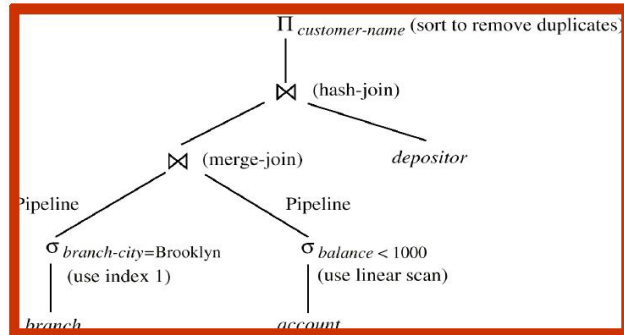 Π customer-name (sort to remove duplicates)
⋈ (hash-join)
⋈ (merge-join)
depositor
Pipeline
Pipeline
σ branch-city=Brooklyn
σ balance < 1000
(use index 1)
(use linear scan)
branch
account